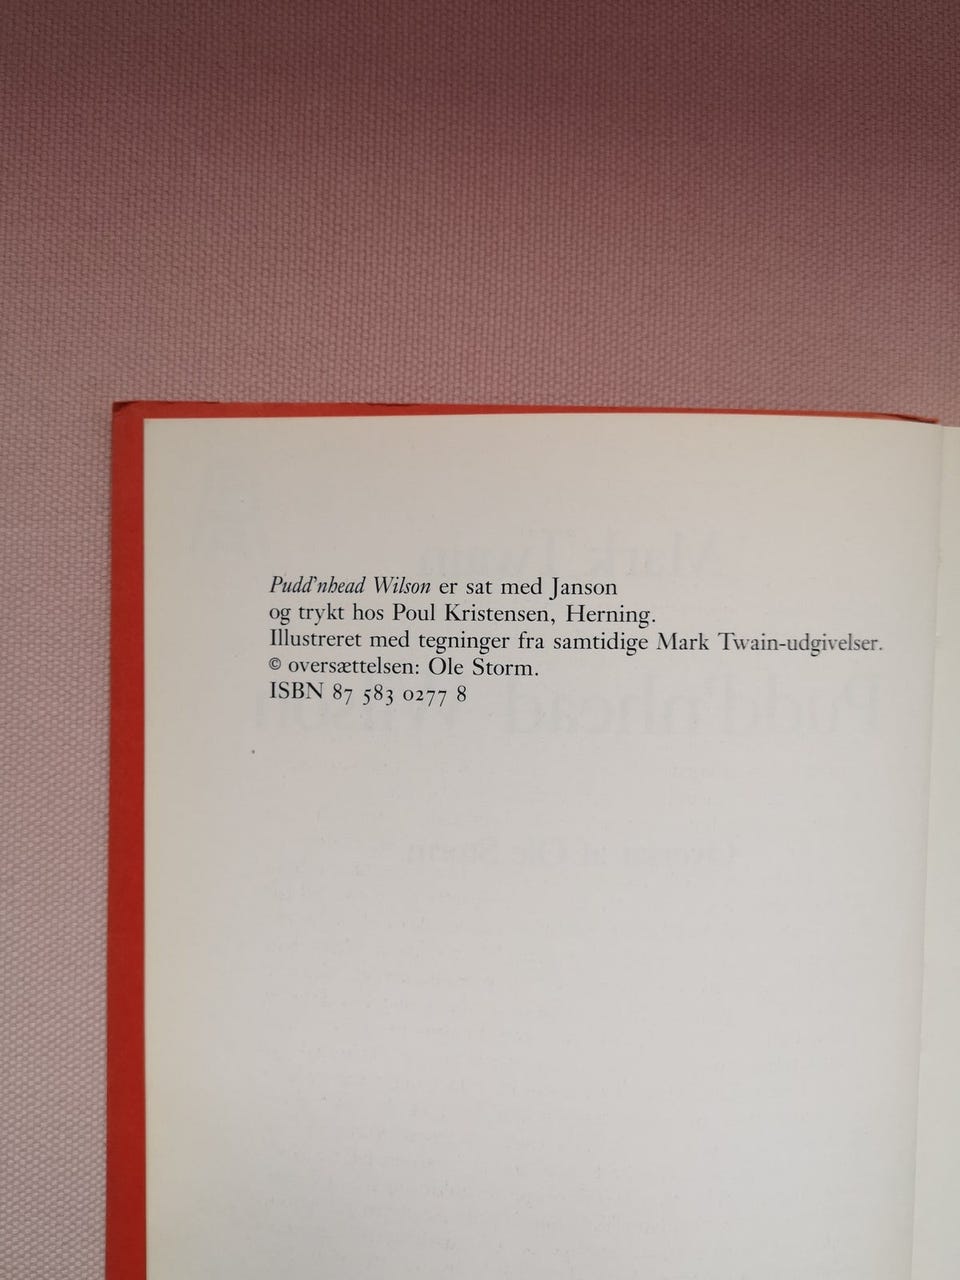 Pudd'nhead Wilson er sat med Janson
og trykt hos Poul Kristensen, Herning.
Illustreret med tegninger fra samtidige Mark Twain-udgivelser.
© oversættelsen: Ole Storm.
ISBN 87 583 0277 8